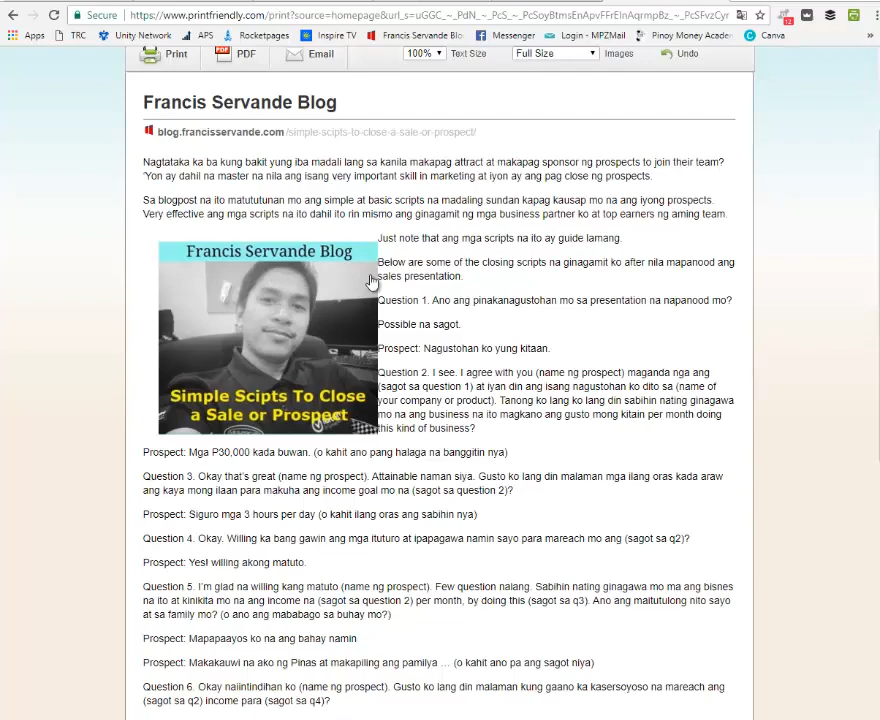 Secure https://www.printfriendly.com/print?source=homepage&url_s=uGGC_~_PdN_~_PcS_~_PcSoyBtmsEnApvFFrEInAqrmpBz_~_PcSFvzCyr
Apps TRC Unity Network APS Rocketpages Inspire TV Francis Servande Blo Messenger Login - MPZMail Pinoy Money Acade Canva »
12
Print PDF Email 100% Text Size Full Size Images Undo
Francis Servande Blog
blog.francisservande.com/simple-scipts-to-close-a-sale-or-prospect/
Nagtataka ka ba kung bakit yung iba madali lang sa kanila makapag attract at makapag sponsor ng prospects to join their team?
'Yon ay dahil na master na nila ang isang very important skill in marketing at iyon ay ang pag close ng prospects.
Sa blogpost na ito matututunan mo ang simple at basic scripts na madaling sundan kapag kausap mo na ang iyong prospects.
Very effective ang mga scripts na ito dahil ito rin mismo ang ginagamit ng mga business partner ko at top earners ng aming team.
Francis Servande Blog
Simple Scipts To Close
a Sale or Prospect
Just note that ang mga scripts na ito ay guide lamang.
Below are some of the closing scripts na ginagamit ko after nila mapanood ang
sales presentation.
Question 1. Ano ang pinakanagustohan mo sa presentation na napanood mo?
Possible na sagot.
Prospect: Nagustohan ko yung kitaan.
Question 2. I see. I agree with you (name ng prospect) maganda nga ang
(sagot sa question 1) at iyan din ang isang nagustohan ko dito sa (name of
your company or product). Tanong ko lang ko lang din sabihin nating ginagawa
mo na ang business na ito magkano ang gusto mong kitain per month doing
this kind of business?
Prospect: Mga P30,000 kada buwan. (o kahit ano pang halaga na banggitin nya)
Question 3. Okay that's great (name ng prospect). Attainable naman siya. Gusto ko lang din malaman mga ilang oras kada araw
ang kaya mong ilaan para makuha ang income goal mo na (sagot sa question 2)?
Prospect: Siguro mga 3 hours per day (o kahit ilang oras ang sabihin nya)
Question 4. Okay. Willing ka bang gawin ang mga ituturo at ipapagawa namin sayo para mareach mo ang (sagot sa q2)?
Prospect: Yes! willing akong matuto.
Question 5. I'm glad na willing kang matuto (name ng prospect). Few question nalang. Sabihin nating ginagawa mo ma ang bisnes
na ito at kinikita mo na ang income na (sagot sa question 2) per month, by doing this (sagot sa q3). Ano ang maitutulong nito sayo
at sa family mo? (o ano ang mababago sa buhay mo?)
Prospect: Mapapaayos ko na ang bahay namin
Prospect: Makakauwi na ako ng Pinas at makapiling ang pamilya … (o kahit ano pa ang sagot niya)
Question 6. Okay naiintindihan ko (name ng prospect). Gusto ko lang din malaman kung gaano ka kasersoyoso na mareach ang
(sagot sa q2) income para (sagot sa q4)?